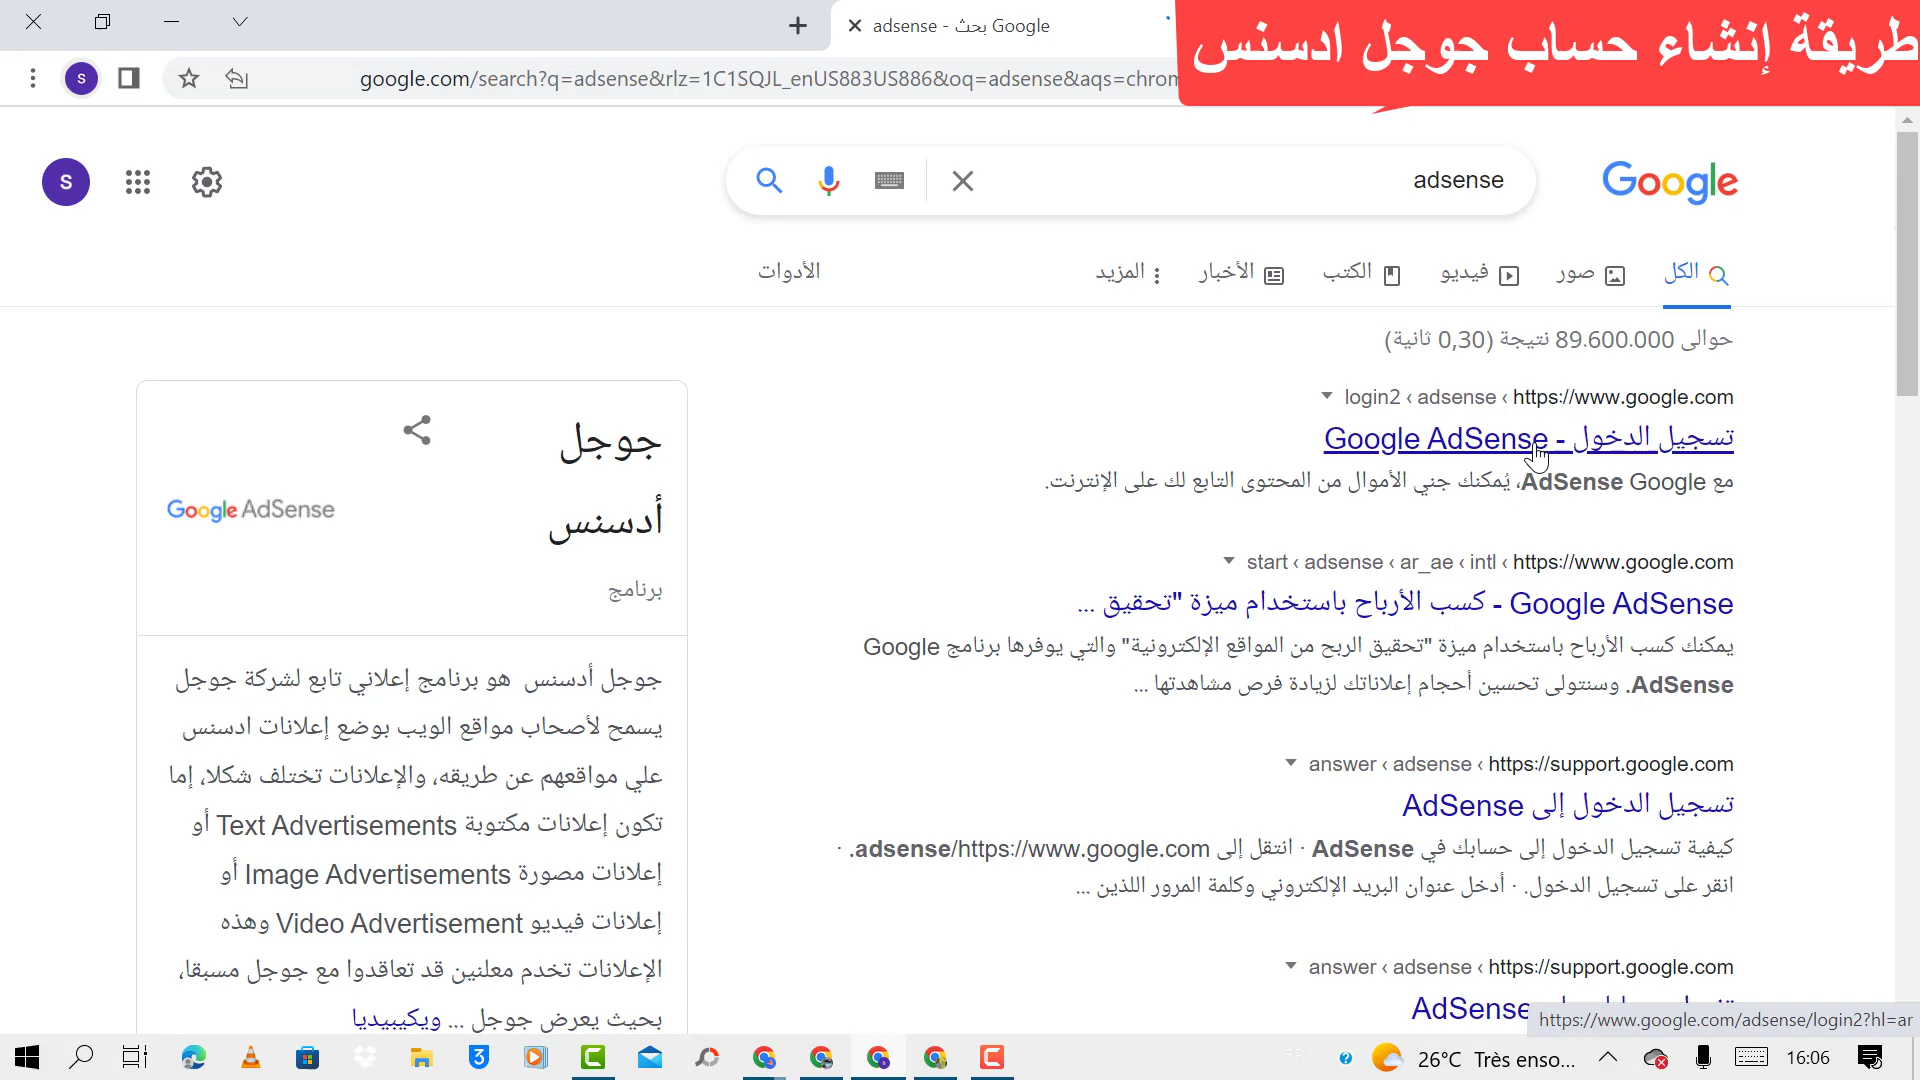 adsense - بحث Google
طريقة إنشاء حساب جوجل ادسنس
S
google.com/search?q=adsense&rlz=1C1SQJL_enUS883US886&oq=adsense&aqs=chrom
S
adsense
Google
الكل
صور
فيديو
الكتب
الأخبار
المزيد
الأدوات
حوالى 89.600.000 نتيجة (0,30 ثانية)
https://www.google.com › adsense › login2
تسجيل الدخول - Google AdSense
مع AdSense Google، يُمكنك جني الأموال من المحتوى التابع لك على الإنترنت.
https://www.google.com › intl › ar_ae › adsense › start
Google AdSense - كسب الأرباح باستخدام ميزة "تحقيق ...
يمكنك كسب الأرباح باستخدام ميزة "تحقيق الربح من المواقع الإلكترونية" والتي يوفرها برنامج Google
AdSense. وسنتولى تحسين أحجام إعلاناتك لزيادة فرص مشاهدتها ...
https://support.google.com › adsense › answer
تسجيل الدخول إلى AdSense
كيفية تسجيل الدخول إلى حسابك في AdSense · انتقل إلى adsense/https://www.google.com. ·
انقر على تسجيل الدخول. · أدخل عنوان البريد الإلكتروني وكلمة المرور اللذين ...
https://support.google.com › adsense › answer
AdSense
https://www.google.com/adsense/login2?hl=ar
جوجل
أدسنس
Google AdSense
برنامج
جوجل أدسنس هو برنامج إعلاني تابع لشركة جوجل
يسمح لأصحاب مواقع الويب بوضع إعلانات ادسنس
علي مواقعهم عن طريقه، والإعلانات تختلف شكلا، إما
تكون إعلانات مكتوبة Text Advertisements أو
إعلانات مصورة Image Advertisements أو
إعلانات فيديو Video Advertisement وهذه
الإعلانات تخدم معلنين قد تعاقدوا مع جوجل مسبقا،
بحيث يعرض جوجل ... ويكيبيديا
26°C Très enso...
16:06